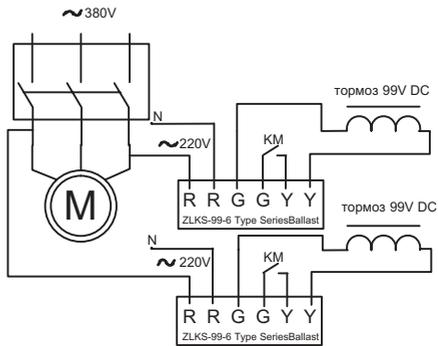 ~380V
тормоз 99V DC
N
~220V
KM
M
R R G G Y Y
ZLKS-99-6 Type SeriesBallast
тормоз 99V DC
N
~220V
KM
R R G G Y Y
ZLKS-99-6 Type SeriesBallast